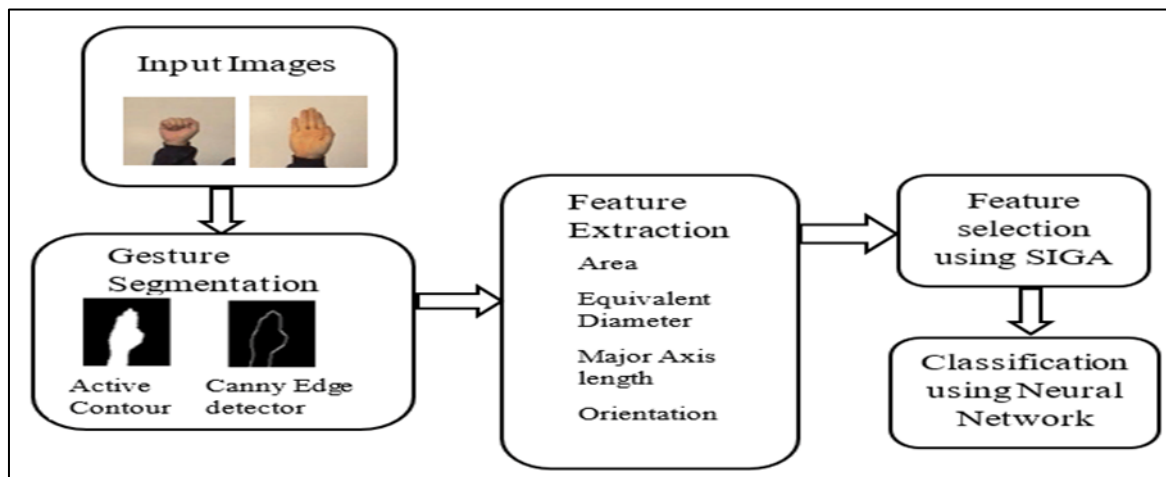 Input Images
Gesture
Segmentation
Active
Contour
Canny Edge
detector
Feature
Extraction
Area
Equivalent
Diameter
Major Axis
length
Orientation
Feature
selection
using SIGA
Classification
using Neural
Network